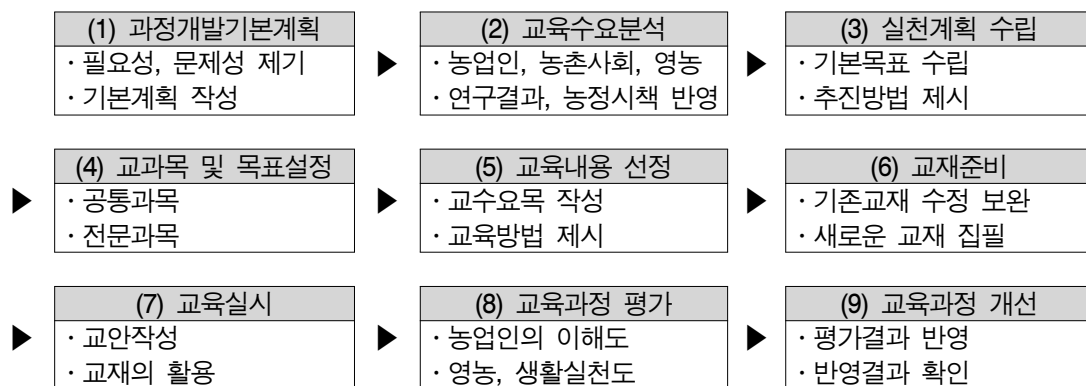 (1) 과정개발기본계획
· 필요성, 문제성 제기
· 기본계획 작성
▶
(2) 교육수요분석
· 농업인, 농촌사회, 영농
· 연구결과, 농정시책 반영
▶
(3) 실천계획 수립
· 기본목표 수립
· 추진방법 제시
▶
(4) 교과목 및 목표설정
· 공통과목
· 전문과목
▶
(5) 교육내용 선정
· 교수요목 작성
· 교육방법 제시
▶
(6) 교재준비
· 기존교재 수정 보완
· 새로운 교재 집필
▶
(7) 교육실시
· 교안작성
· 교재의 활용
▶
(8) 교육과정 평가
· 농업인의 이해도
· 영농, 생활실천도
▶
(9) 교육과정 개선
· 평가결과 반영
· 반영결과 확인